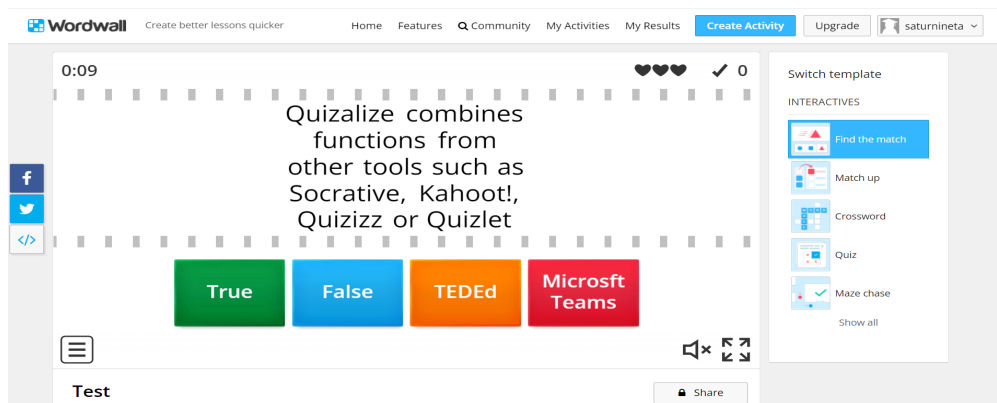 Wordwall Create better lessons quicker Home Features Community My Activities My Results Create Activity Upgrade saturnineta
0:09 0
Quizalize combines
functions from
other tools such as
Socrative, Kahoot!,
Quizizz or Quizlet
True False TEDEd Microsft Teams
Test
Share
Switch template
INTERACTIVES
Find the match
Match up
Crossword
Quiz
Maze chase
Show all